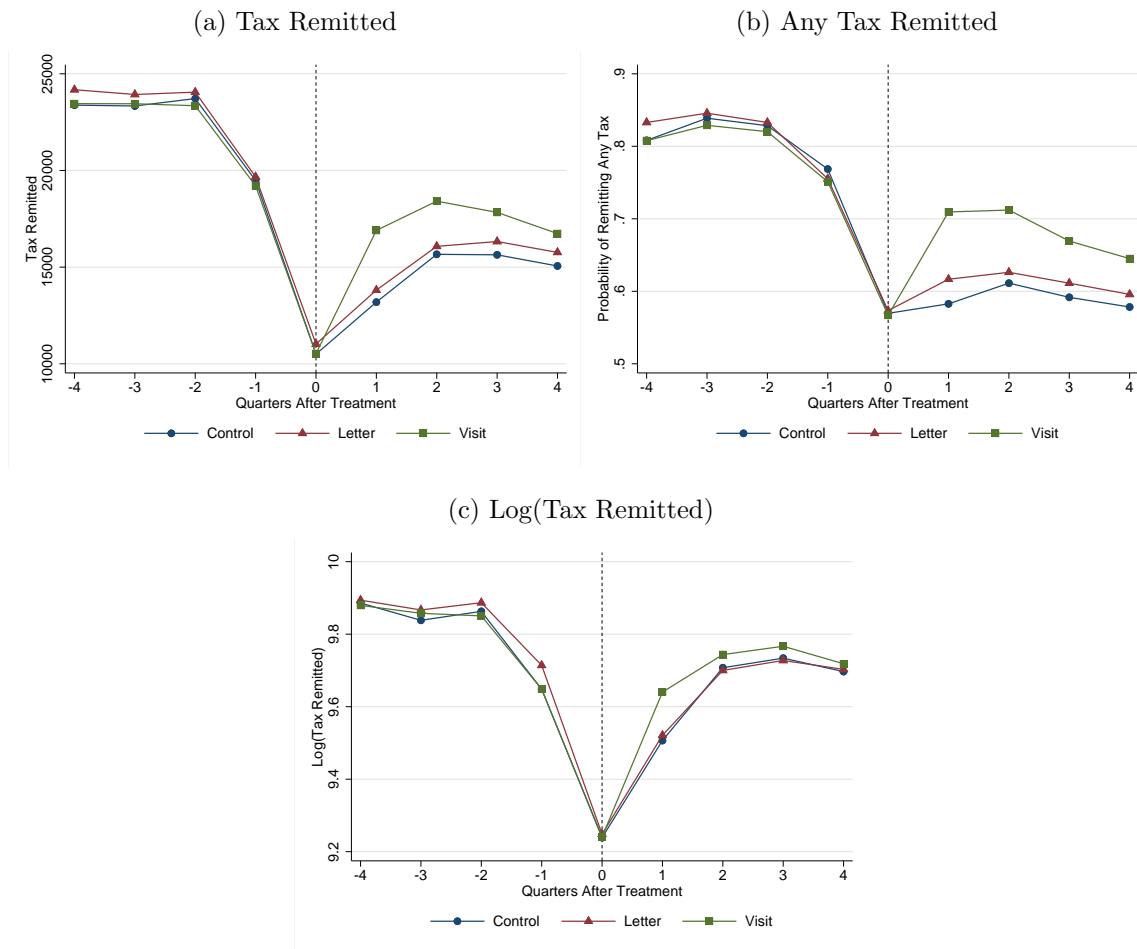 (a) Tax Remitted
25000
20000
15000
10000
Tax Remitted
-4 -3 -2 -1 0 1 2 3 4
Quarters After Treatment
Control Letter Visit
(b) Any Tax Remitted
.9
.8
.7
.6
.5
Probability of Remitting Any Tax
-4 -3 -2 -1 0 1 2 3 4
Quarters After Treatment
Control Letter Visit
(c) Log(Tax Remitted)
10
9.8
9.6
9.4
9.2
Log(Tax Remitted)
-4 -3 -2 -1 0 1 2 3 4
Quarters After Treatment
Control Letter Visit